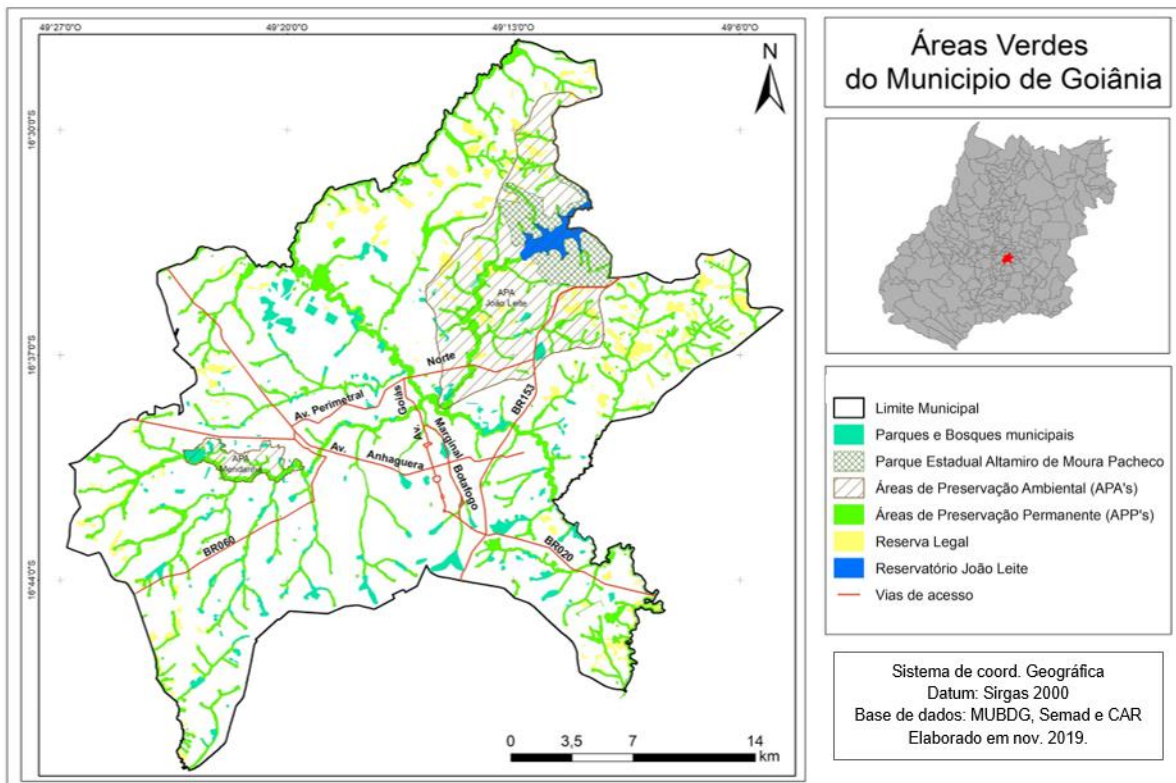 49°27'0"O
49°20'0"O
49°13'0"O
49°6'0"O
16°30'0"S
16°37'0"S
16°44'0"S
N
APA
João Leite
Norte
Av. Perimetral
Av. Goiás
BR153
Marginal Botafogo
Av. Anhaguera
APA
BR060
BR020
0 3,5 7 14
km
Áreas Verdes
do Municipio de Goiânia
Limite Municipal
Parques e Bosques municipais
Parque Estadual Altamiro de Moura Pacheco
Áreas de Preservação Ambiental (APA's)
Áreas de Preservação Permanente (APP's)
Reserva Legal
Reservatório João Leite
Vias de acesso
Sistema de coord. Geográfica
Datum: Sirgas 2000
Base de dados: MUBDG, Semad e CAR
Elaborado em nov. 2019.